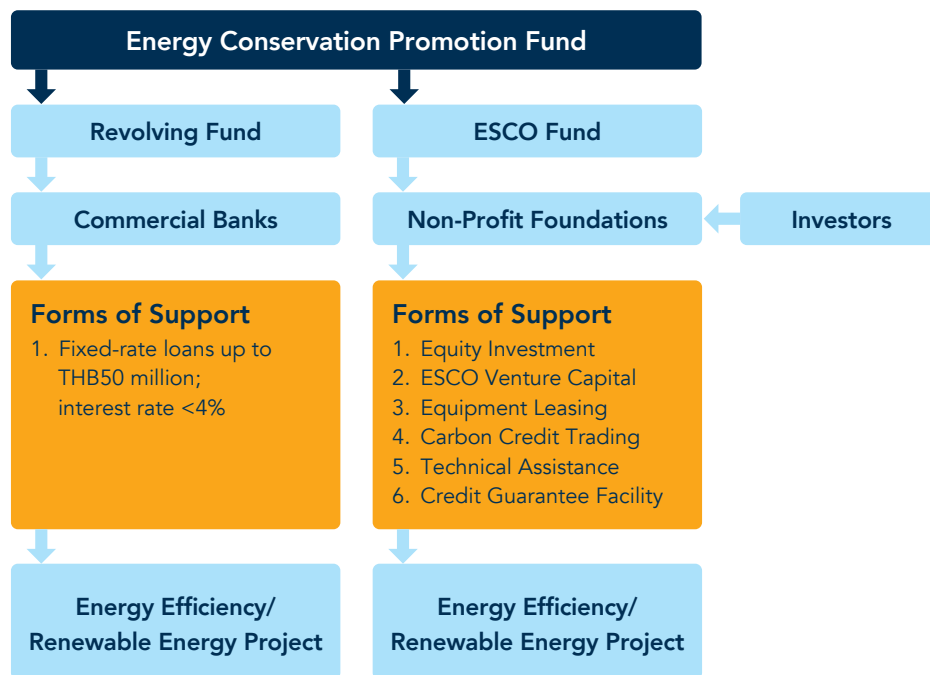 Energy Conservation Promotion Fund
Revolving Fund
ESCO Fund
Commercial Banks
Non-Profit Foundations
Investors
Forms of Support
1. Fixed-rate loans up to
THB50 million;
interest rate <4%
Forms of Support
1. Equity Investment
2. ESCO Venture Capital
3. Equipment Leasing
4. Carbon Credit Trading
5. Technical Assistance
6. Credit Guarantee Facility
Energy Efficiency/
Renewable Energy Project
Energy Efficiency/
Renewable Energy Project